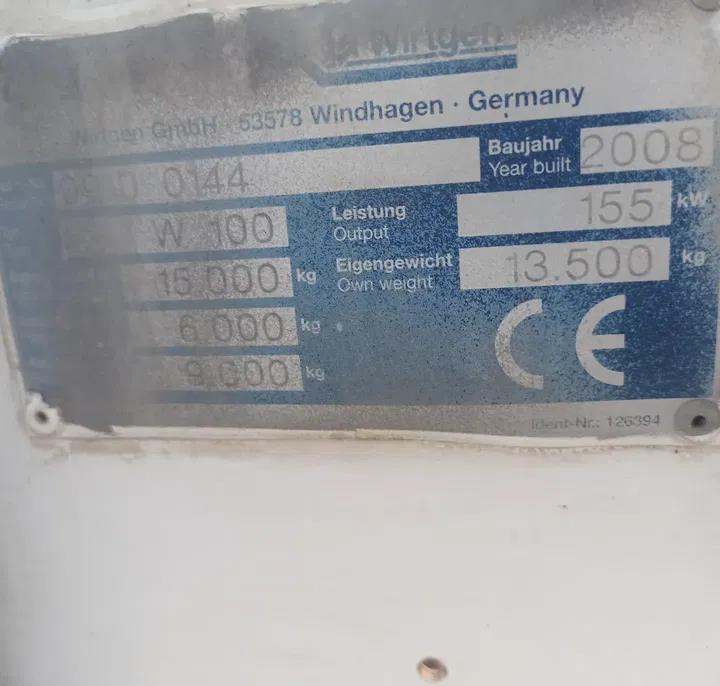 Wirtgen
Wirtgen GmbH · 53578 Windhagen · Germany
0144
Baujahr
Year built
2008
W 100
Leistung
Output
155 kW
15.000 kg
Eigengewicht
Own weight
13.500 kg
6.000 kg
9.000 kg
CE
Ident-Nr.: 126394